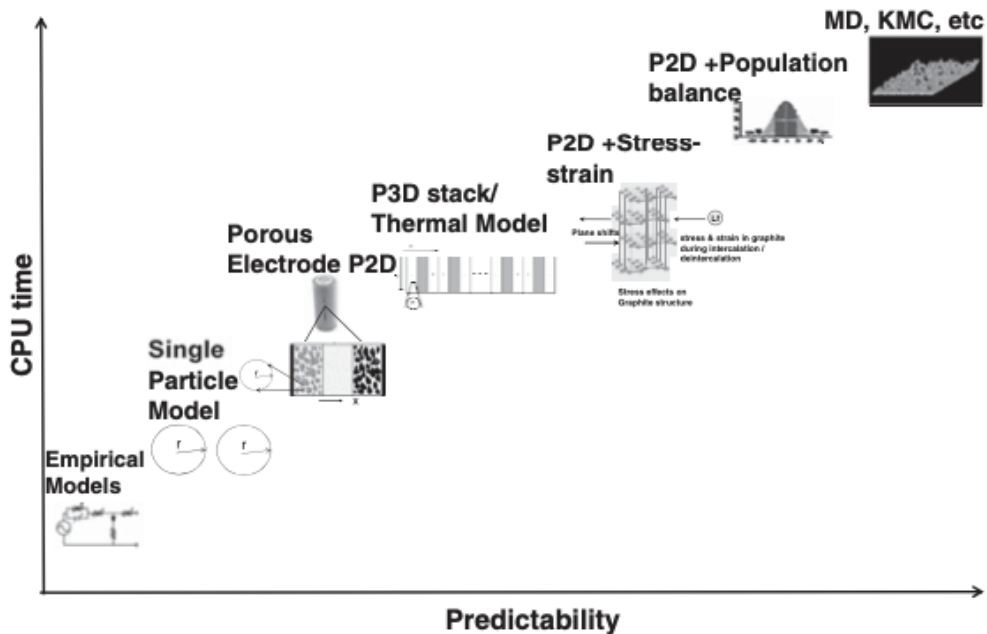 MD, KMC, etc
P2D +Population
balance
P2D +Stress-
strain
Plane shifts
Li
stress & strain in graphite
during intercalation /
deintercalation
Stress effects on
Graphite structure
P3D stack/
Thermal Model
Porous
Electrode P2D
r
x
Single
Particle
Model
r
r
Empirical
Models
CPU time
Predictability